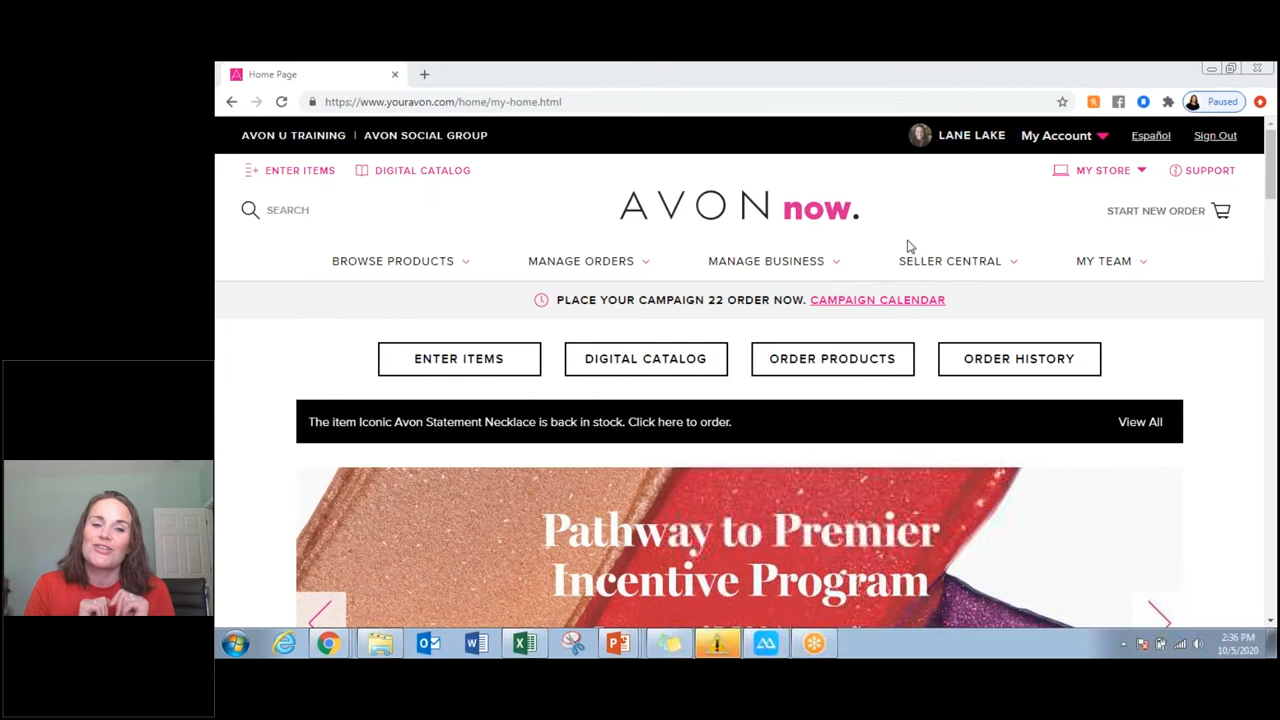 Home Page
https://www.youravon.com/home/my-home.html
Paused
AVON U TRAINING | AVON SOCIAL GROUP
LANE LAKE My Account Español Sign Out
ENTER ITEMS DIGITAL CATALOG
MY STORE SUPPORT
SEARCH
AVON now.
START NEW ORDER
BROWSE PRODUCTS MANAGE ORDERS MANAGE BUSINESS SELLER CENTRAL MY TEAM
PLACE YOUR CAMPAIGN 22 ORDER NOW. CAMPAIGN CALENDAR
ENTER ITEMS DIGITAL CATALOG ORDER PRODUCTS ORDER HISTORY
The item Iconic Avon Statement Necklace is back in stock. Click here to order. View All
Pathway to Premier
Incentive Program
2:36 PM
10/5/2020